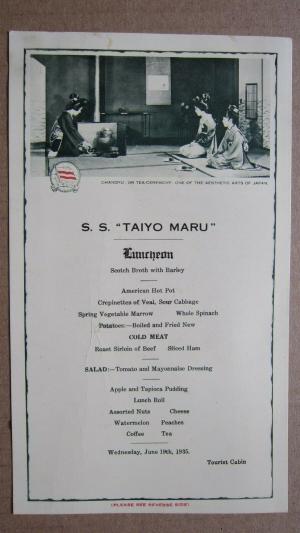 CHANOYU, OR TEA-CEREMONY, ONE OF THE AESTHETIC ARTS OF JAPAN.
S. S. "TAIYO MARU"
Luncheon
Scotch Broth with Barley
American Hot Pot
Crepinettes of Veal, Sour Cabbage
Spring Vegetable Marrow Whole Spinach
Potatoes:—Boiled and Fried New
COLD MEAT
Roast Sirloin of Beef Sliced Ham
SALAD:—Tomato and Mayonnaise Dressing
Apple and Tapioca Pudding
Lunch Roll
Assorted Nuts Cheese
Watermelon Peaches
Coffee Tea
Wednesday, June 19th, 1935.
Tourist Cabin
(PLEASE SEE REVERSE SIDE)